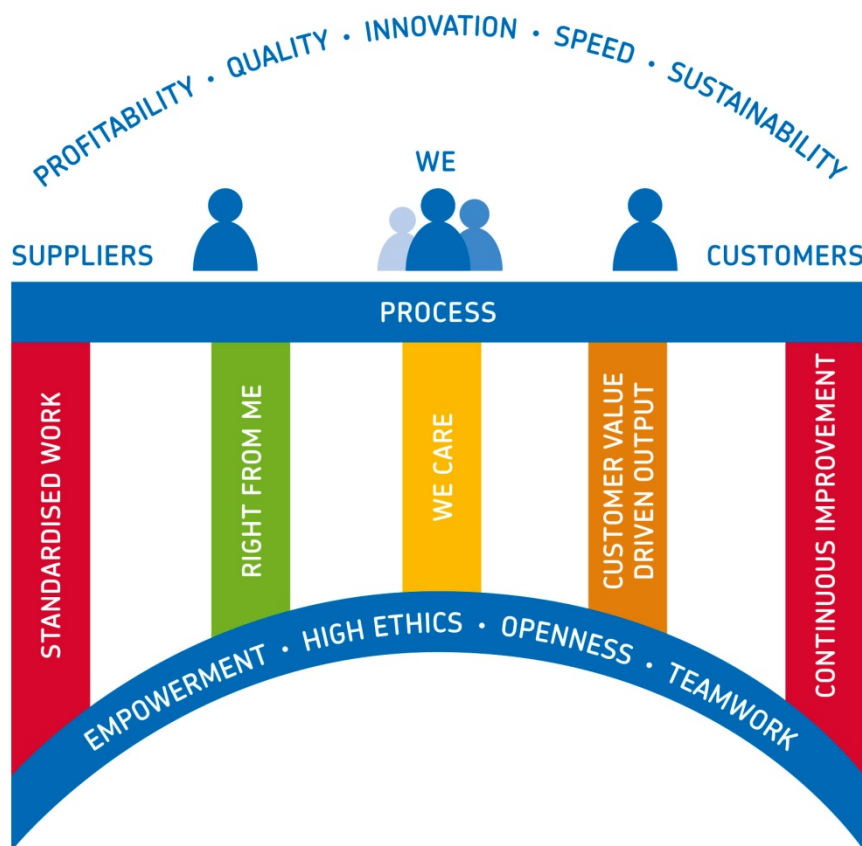 PROFITABILITY · QUALITY · INNOVATION · SPEED · SUSTAINABILITY
WE
SUPPLIERS
CUSTOMERS
PROCESS
STANDARDISED WORK
RIGHT FROM ME
WE CARE
CUSTOMER VALUE
DRIVEN OUTPUT
CONTINUOUS IMPROVEMENT
EMPOWERMENT · HIGH ETHICS · OPENNESS · TEAMWORK